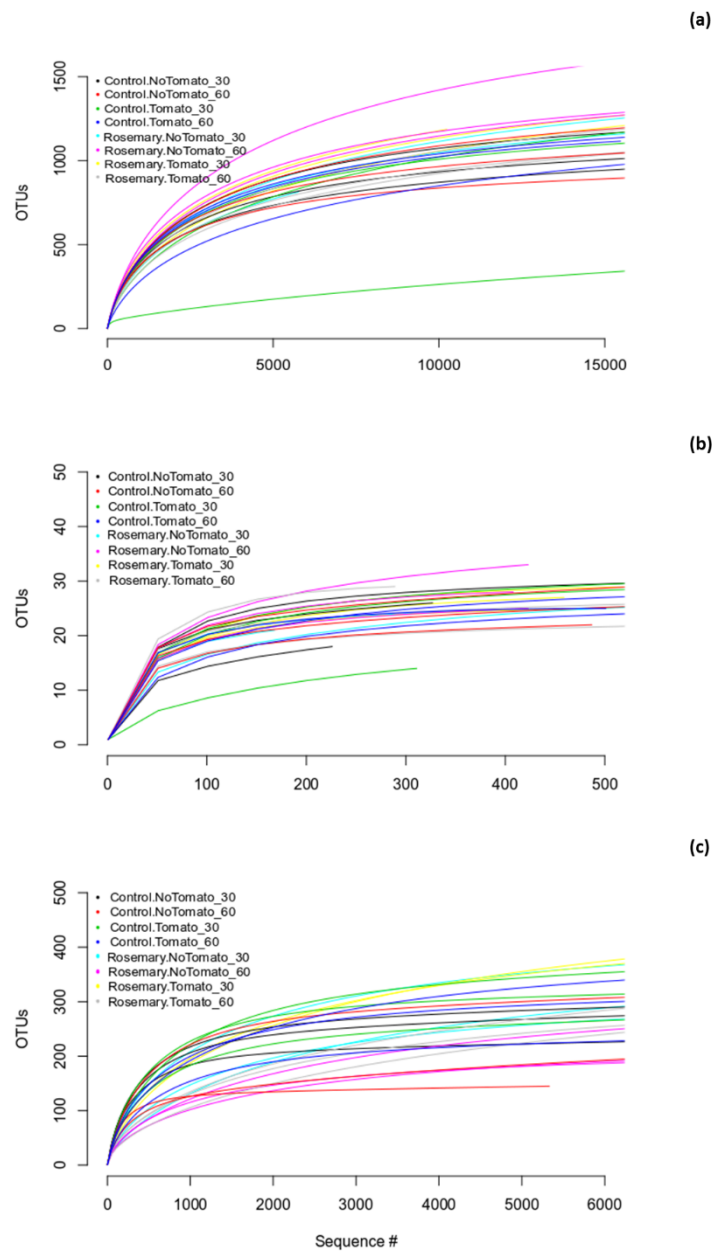 (a)
1500
1000
500
0
OTUs
Control.NoTomato_30
Control.NoTomato_60
Control.Tomato_30
Control.Tomato_60
Rosemary.NoTomato_30
Rosemary.NoTomato_60
Rosemary.Tomato_30
Rosemary.Tomato_60
0 5000 10000 15000
(b)
50
40
30
20
10
0
OTUs
Control.NoTomato_30
Control.NoTomato_60
Control.Tomato_30
Control.Tomato_60
Rosemary.NoTomato_30
Rosemary.NoTomato_60
Rosemary.Tomato_30
Rosemary.Tomato_60
0 100 200 300 400 500
(c)
500
400
300
200
100
0
OTUs
Control.NoTomato_30
Control.NoTomato_60
Control.Tomato_30
Control.Tomato_60
Rosemary.NoTomato_30
Rosemary.NoTomato_60
Rosemary.Tomato_30
Rosemary.Tomato_60
0 1000 2000 3000 4000 5000 6000
Sequence #